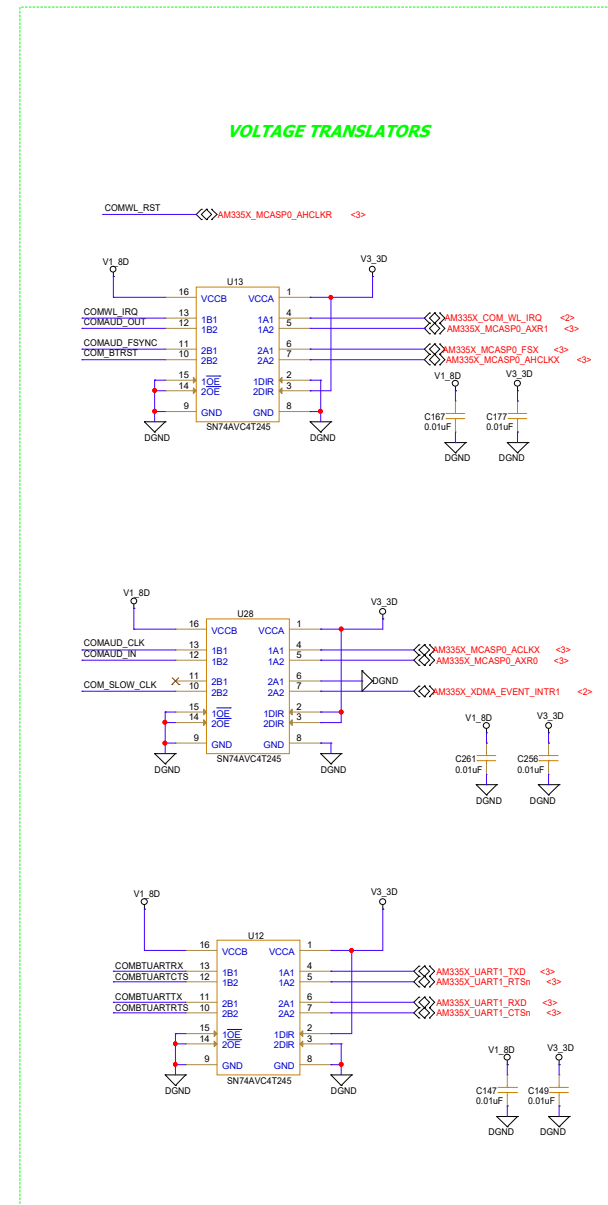 VOLTAGE TRANSLATORS
COMWL_RST
AM335X_MCASP0_AHCLKR <3>
V1_8D
V3_3D
U13
16 VCCB VCCA 1
COMWL_IRQ 13 1B1 1A1 4 AM335X_COM_WL_IRQ <2>
COMAUD_OUT 12 1B2 1A2 5 AM335X_MCASP0_AXR1 <3>
COMAUD_FSYNC 11 2B1 2A1 6 AM335X_MCASP0_FSX <3>
COM_BTRST 10 2B2 2A2 7 AM335X_MCASP0_AHCLKX <3>
15 1OE 1DIR 2
14 2OE 2DIR 3
9 GND GND 8
SN74AVC4T245
DGND DGND
V1_8D V3_3D
C167 C177
0.01uF 0.01uF
DGND DGND
V1_8D
V3_3D
U28
16 VCCB VCCA 1
COMAUD_CLK 13 1B1 1A1 4 AM335X_MCASP0_ACLKX <3>
COMAUD_IN 12 1B2 1A2 5 AM335X_MCASP0_AXR0 <3>
11 2B1 2A1 6 DGND
COM_SLOW_CLK 10 2B2 2A2 7 AM335X_XDMA_EVENT_INTR1 <2>
15 1OE 1DIR 2
14 2OE 2DIR 3
9 GND GND 8
SN74AVC4T245
DGND DGND
V1_8D V3_3D
C261 C256
0.01uF 0.01uF
DGND DGND
V1_8D V3_3D
U12
16 VCCB VCCA 1
COMBTUARTRX 13 1B1 1A1 4 AM335X_UART1_TXD <3>
COMBTUARTCTS 12 1B2 1A2 5 AM335X_UART1_RTSn <3>
COMBTUARTTX 11 2B1 2A1 6 AM335X_UART1_RXD <3>
COMBTUARTRTS 10 2B2 2A2 7 AM335X_UART1_CTSn <3>
15 1OE 1DIR 2
14 2OE 2DIR 3
9 GND GND 8
SN74AVC4T245
DGND DGND
V1_8D V3_3D
C147 C149
0.01uF 0.01uF
DGND DGND